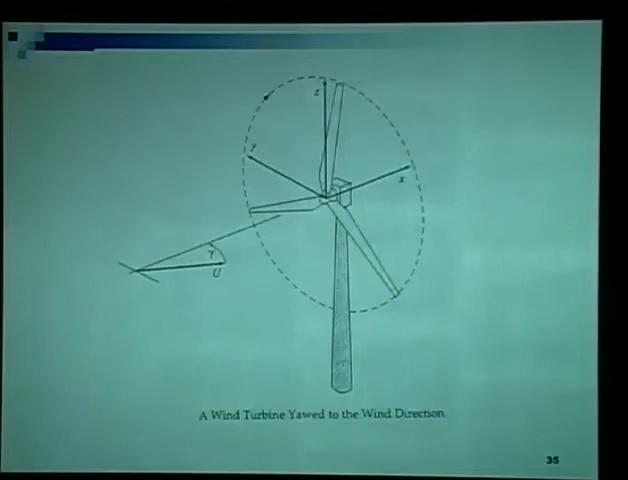 z
y
x
γ
U
A Wind Turbine Yawed to the Wind Direction
35